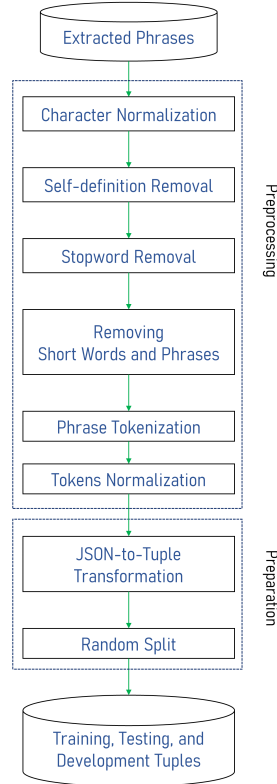 Extracted Phrases
Character Normalization
Self-definition Removal
Stopword Removal
Removing
Short Words and Phrases
Phrase Tokenization
Tokens Normalization
Preprocessing
JSON-to-Tuple
Transformation
Random Split
Preparation
Training, Testing, and
Development Tuples